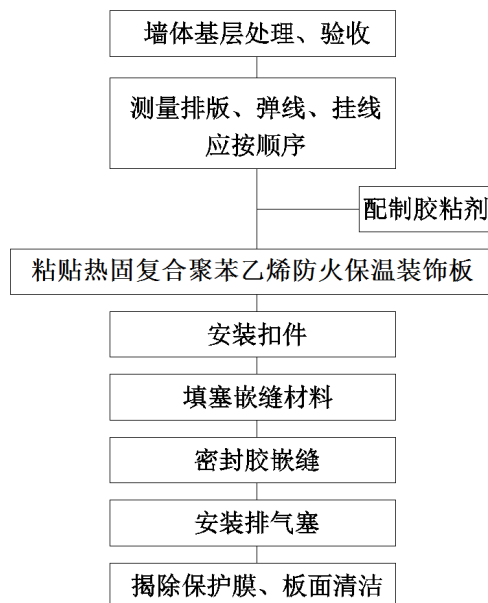 墙体基层处理、验收
测量排版、弹线、挂线
应按顺序
配制胶粘剂
粘贴热固复合聚苯乙烯防火保温装饰板
安装扣件
填塞嵌缝材料
密封胶嵌缝
安装排气塞
揭除保护膜、板面清洁